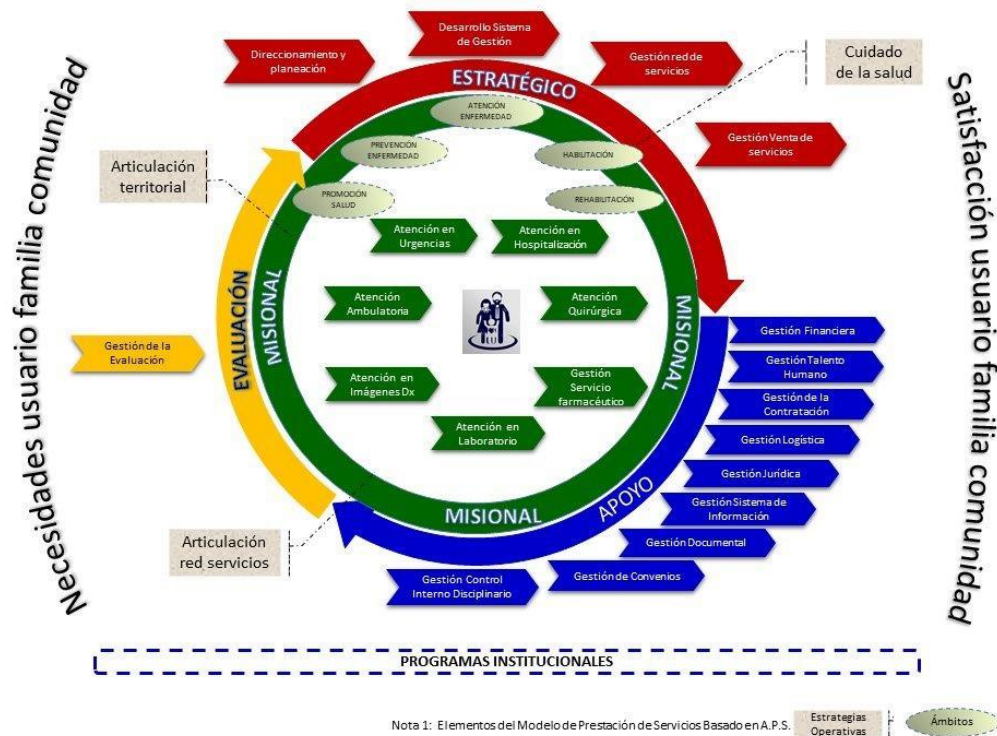 Necesidades usuario familia comunidad
Satisfacción usuario familia comunidad
Direccionamiento y
planeación
Desarrollo Sistema
de Gestión
Gestión red de
servicios
Gestión Venta de
servicios
Cuidado
de la salud
Articulación
territorial
Articulación
red servicios
ESTRATÉGICO
ATENCIÓN
ENFERMEDAD
PREVENCIÓN
ENFERMEDAD
HABILITACIÓN
PROMOCIÓN
SALUD
REHABILITACIÓN
EVALUACIÓN
MISIONAL
MISIONAL
MISIONAL
APOYO
Atención en
Urgencias
Atención en
Hospitalización
Atención
Ambulatoria
Atención
Quirúrgica
Atención en
Imágenes Dx
Gestión
Servicio
farmacéutico
Atención en
Laboratorio
Gestión de la
Evaluación
Gestión Financiera
Gestión Talento
Humano
Gestión de la
Contratación
Gestión Logística
Gestión Jurídica
Gestión Sistema de
Información
Gestión Documental
Gestión de Convenios
Gestión Control
Interno Disciplinario
PROGRAMAS INSTITUCIONALES
Nota 1: Elementos del Modelo de Prestación de Servicios Basado en A.P.S.
Estrategias
Operativas
Ámbitos